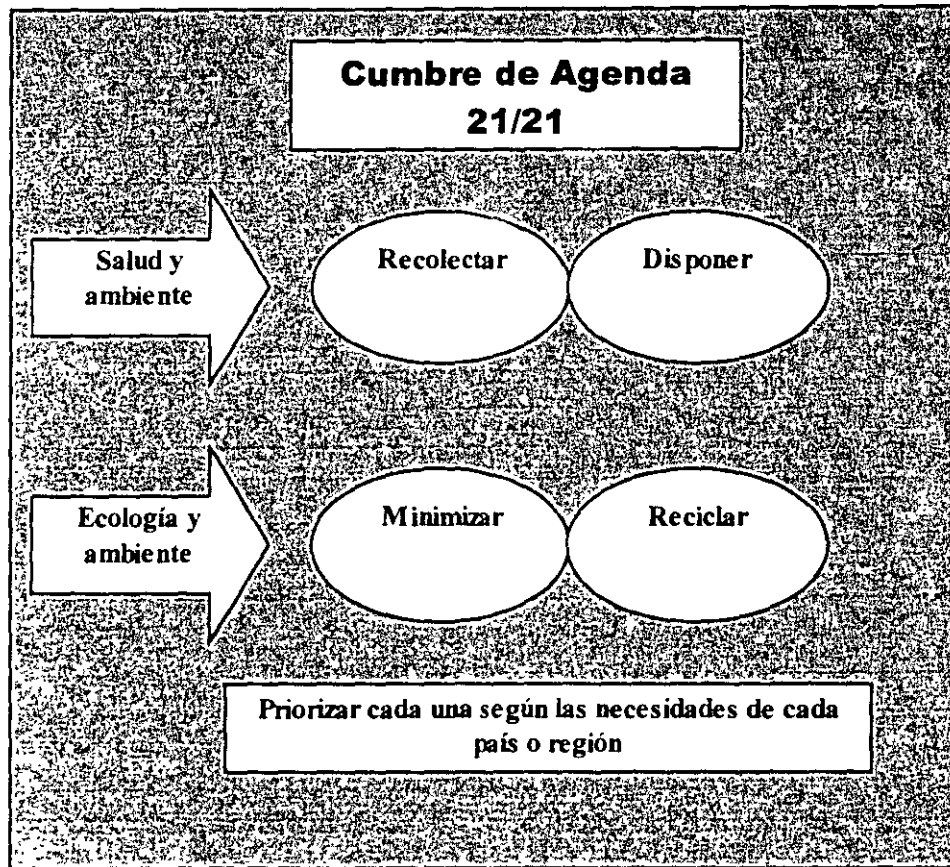 Cumbre de Agenda
21/21
Salud y
ambiente
Recolectar
Disponer
Ecología y
ambiente
Minimizar
Reciclar
Priorizar cada una según las necesidades de cada
país o región